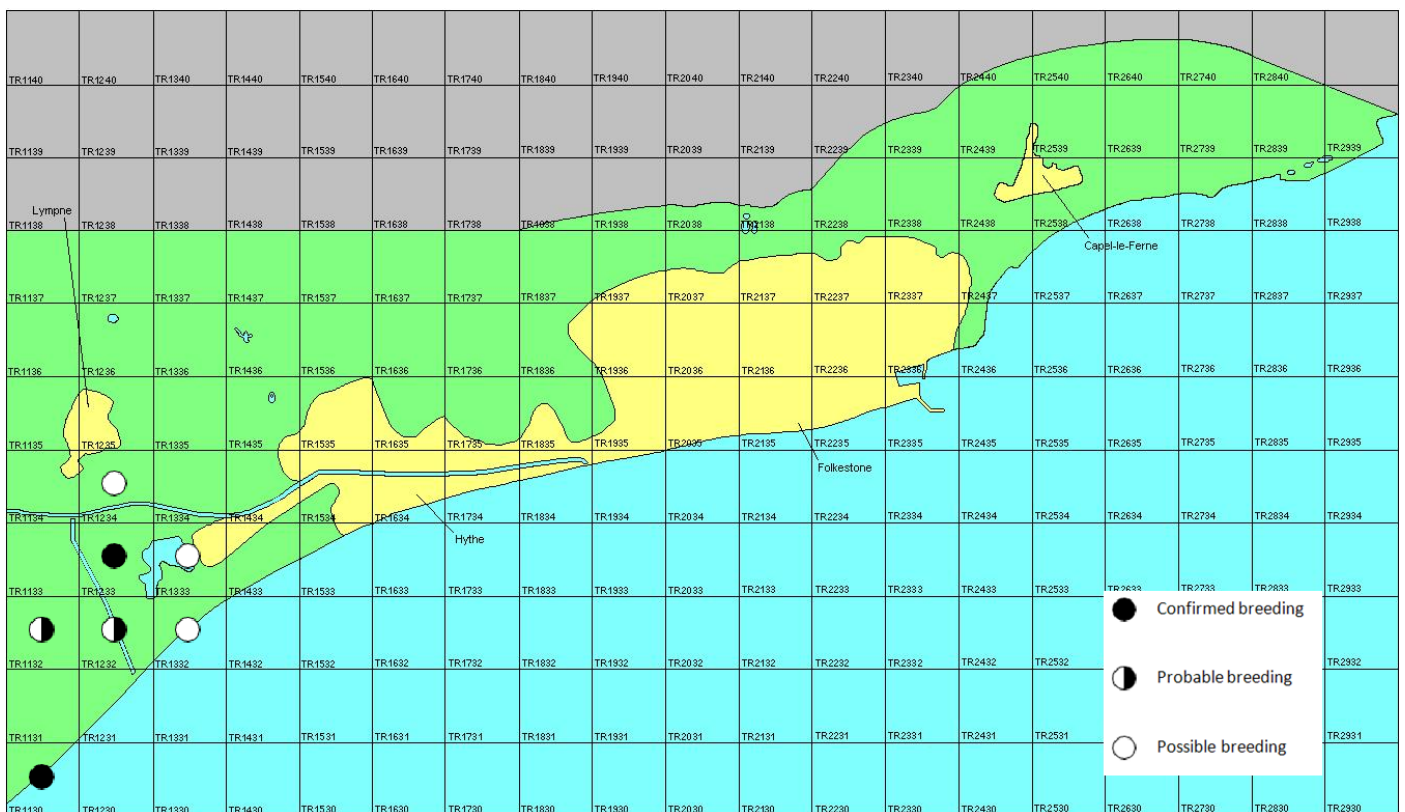 TR1140 TR1240 TR1340 TR1440 TR1540 TR1640 TR1740 TR1840 TR1940 TR2040 TR2140 TR2240 TR2340 TR2440 TR2540 TR2640 TR2740 TR2840
TR1139 TR1239 TR1339 TR1439 TR1539 TR1639 TR1739 TR1839 TR1939 TR2039 TR2139 TR2239 TR2339 TR2439 TR2539 TR2639 TR2739 TR2839 TR2939
Lympne
TR1138 TR1238 TR1338 TR1438 TR1538 TR1638 TR1738 TR1838 TR1938 TR2038 TR2138 TR2238 TR2338 TR2438 TR2538 TR2638 TR2738 TR2838 TR2938
Capel-le-Ferne
TR1137 TR1237 TR1337 TR1437 TR1537 TR1637 TR1737 TR1837 TR1937 TR2037 TR2137 TR2237 TR2337 TR2437 TR2537 TR2637 TR2737 TR2837 TR2937
TR1136 TR1236 TR1336 TR1436 TR1536 TR1636 TR1736 TR1836 TR1936 TR2036 TR2136 TR2236 TR2336 TR2436 TR2536 TR2636 TR2736 TR2836 TR2936
TR1135 TR1235 TR1335 TR1435 TR1535 TR1635 TR1735 TR1835 TR1935 TR2035 TR2135 TR2235 TR2335 TR2435 TR2535 TR2635 TR2735 TR2835 TR2935
Folkestone
TR1134 TR1234 TR1334 TR1434 TR1534 TR1634 TR1734 TR1834 TR1934 TR2034 TR2134 TR2234 TR2334 TR2434 TR2534 TR2634 TR2734 TR2834 TR2934
Hythe
TR1133 TR1233 TR1333 TR1433 TR1533 TR1633 TR1733 TR1833 TR1933 TR2033 TR2133 TR2233 TR2333 TR2433 TR2533 TR2633 TR2733 TR2833 TR2933
Confirmed breeding
TR1132 TR1232 TR1332 TR1432 TR1532 TR1632 TR1732 TR1832 TR1932 TR2032 TR2132 TR2232 TR2332 TR2432 TR2532 TR2932
Probable breeding
TR1131 TR1231 TR1331 TR1431 TR1531 TR1631 TR1731 TR1831 TR1931 TR2031 TR2131 TR2231 TR2331 TR2431 TR2531 TR2931
Possible breeding
TR1130 TR1230 TR1330 TR1430 TR1530 TR1630 TR1730 TR1830 TR1930 TR2030 TR2130 TR2230 TR2330 TR2430 TR2530 TR2630 TR2730 TR2830 TR2930